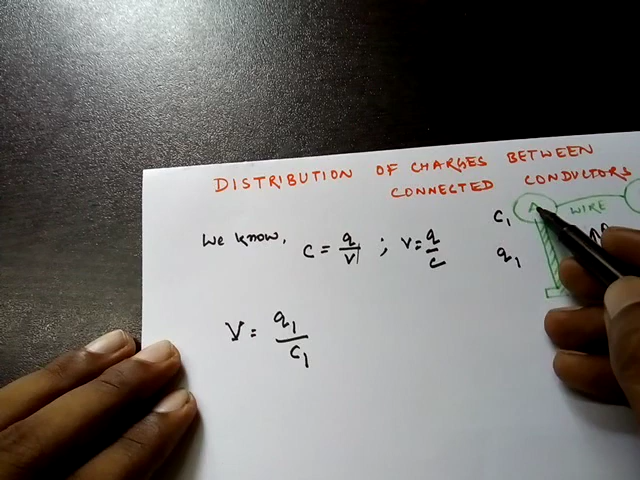 DISTRIBUTION OF CHARGES BETWEEN
CONNECTED CONDUCTORS
We know, C = q/V ; V = q/C
C₁
WIRE
q₁
V = q₁/C₁